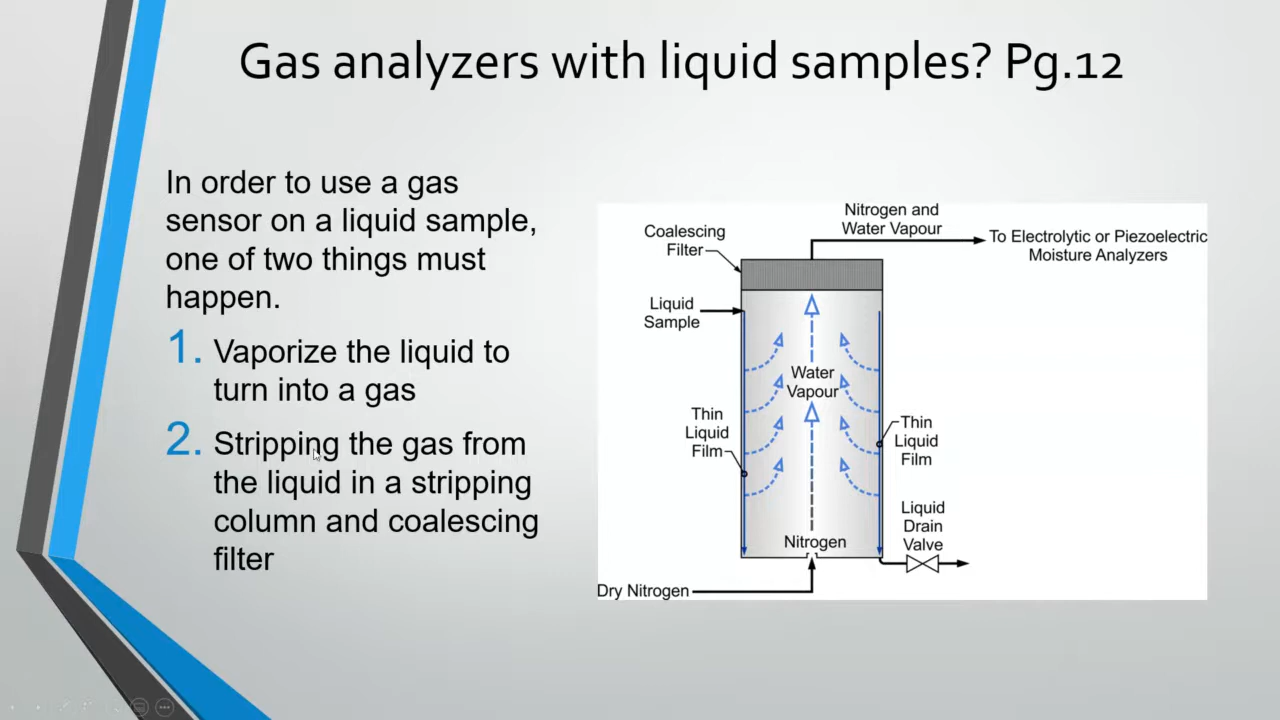 Gas analyzers with liquid samples? Pg.12
In order to use a gas
sensor on a liquid sample,
one of two things must
happen.
1. Vaporize the liquid to
turn into a gas
2. Stripping the gas from
the liquid in a stripping
column and coalescing
filter
Nitrogen and
Water Vapour
Coalescing
Filter
To Electrolytic or Piezoelectric
Moisture Analyzers
Liquid
Sample
Water
Vapour
Thin
Liquid
Film
Thin
Liquid
Film
Liquid
Drain
Valve
Nitrogen
Dry Nitrogen